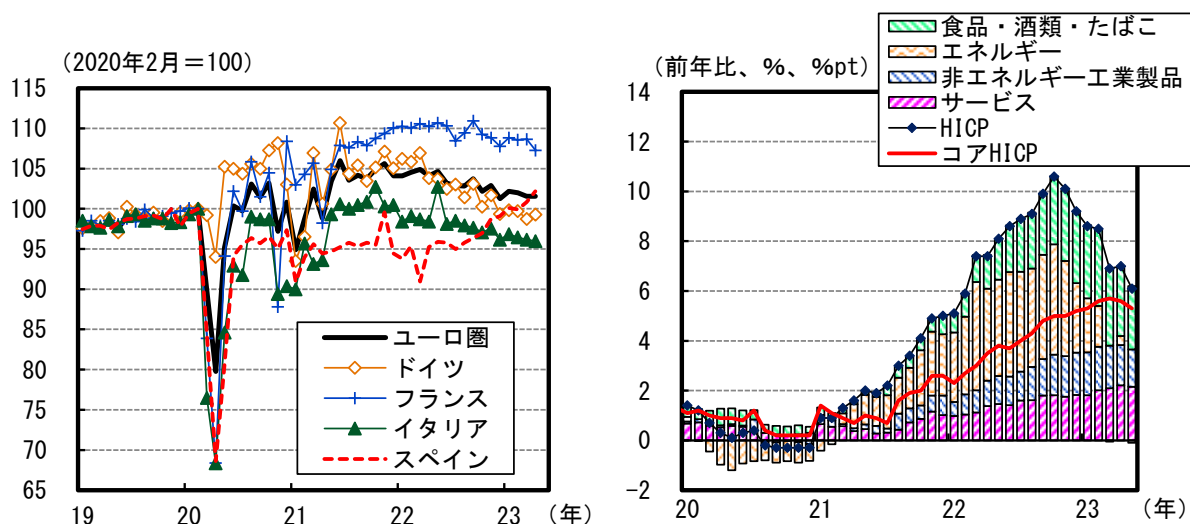 （2020年2月＝100）
115
110
105
100
95
90
85
80
75
70
65
19
20
21
22
23
（年）
ユーロ圏
ドイツ
フランス
イタリア
スペイン
（前年比、%、%pt）
食品・酒類・たばこ
エネルギー
非エネルギー工業製品
サービス
HICP
コアHICP
14
12
10
8
6
4
2
0
−2
20
21
22
23
（年）